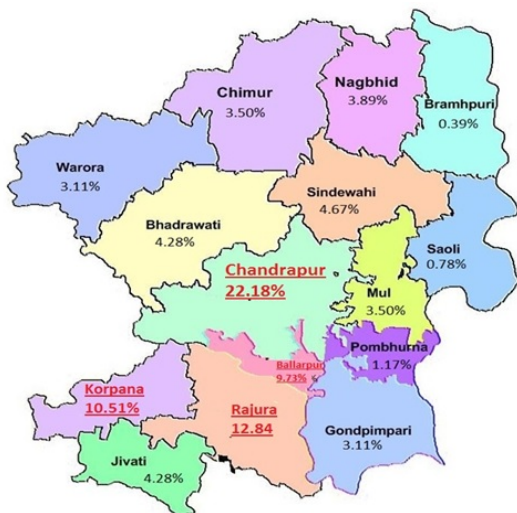 Nagbhid
3.89%
Chimur
3.50%
Bramhpuri
0.39%
Warora
3.11%
Sindewahi
4.67%
Bhadrawati
4.28%
Saoli
0.78%
Chandrapur
22.18%
Mul
3.50%
Pombhurna
1.17%
Ballarpur
9.73%
Korpana
10.51%
Rajura
12.84
Gondpimpari
3.11%
Jivati
4.28%